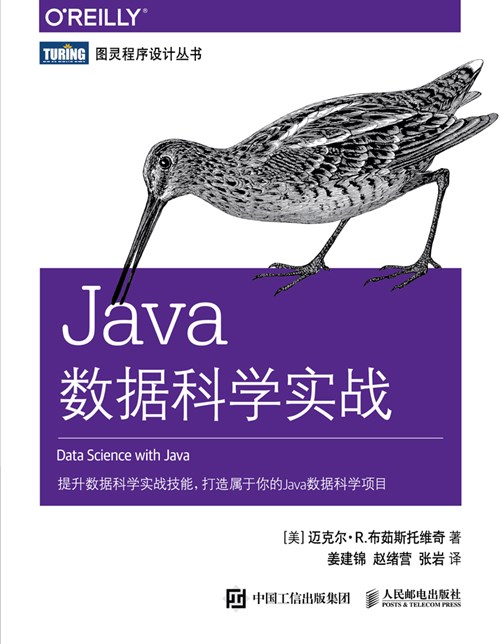 O'REILLY®
TURING 图灵程序设计丛书
Java
数据科学实战
Data Science with Java
提升数据科学实战技能，打造属于你的Java数据科学项目
[美] 迈克尔·R.布茹斯托维奇 著
姜建锦 赵绪营 张岩 译
中国工信出版集团 人民邮电出版社
POSTS & TELECOM PRESS